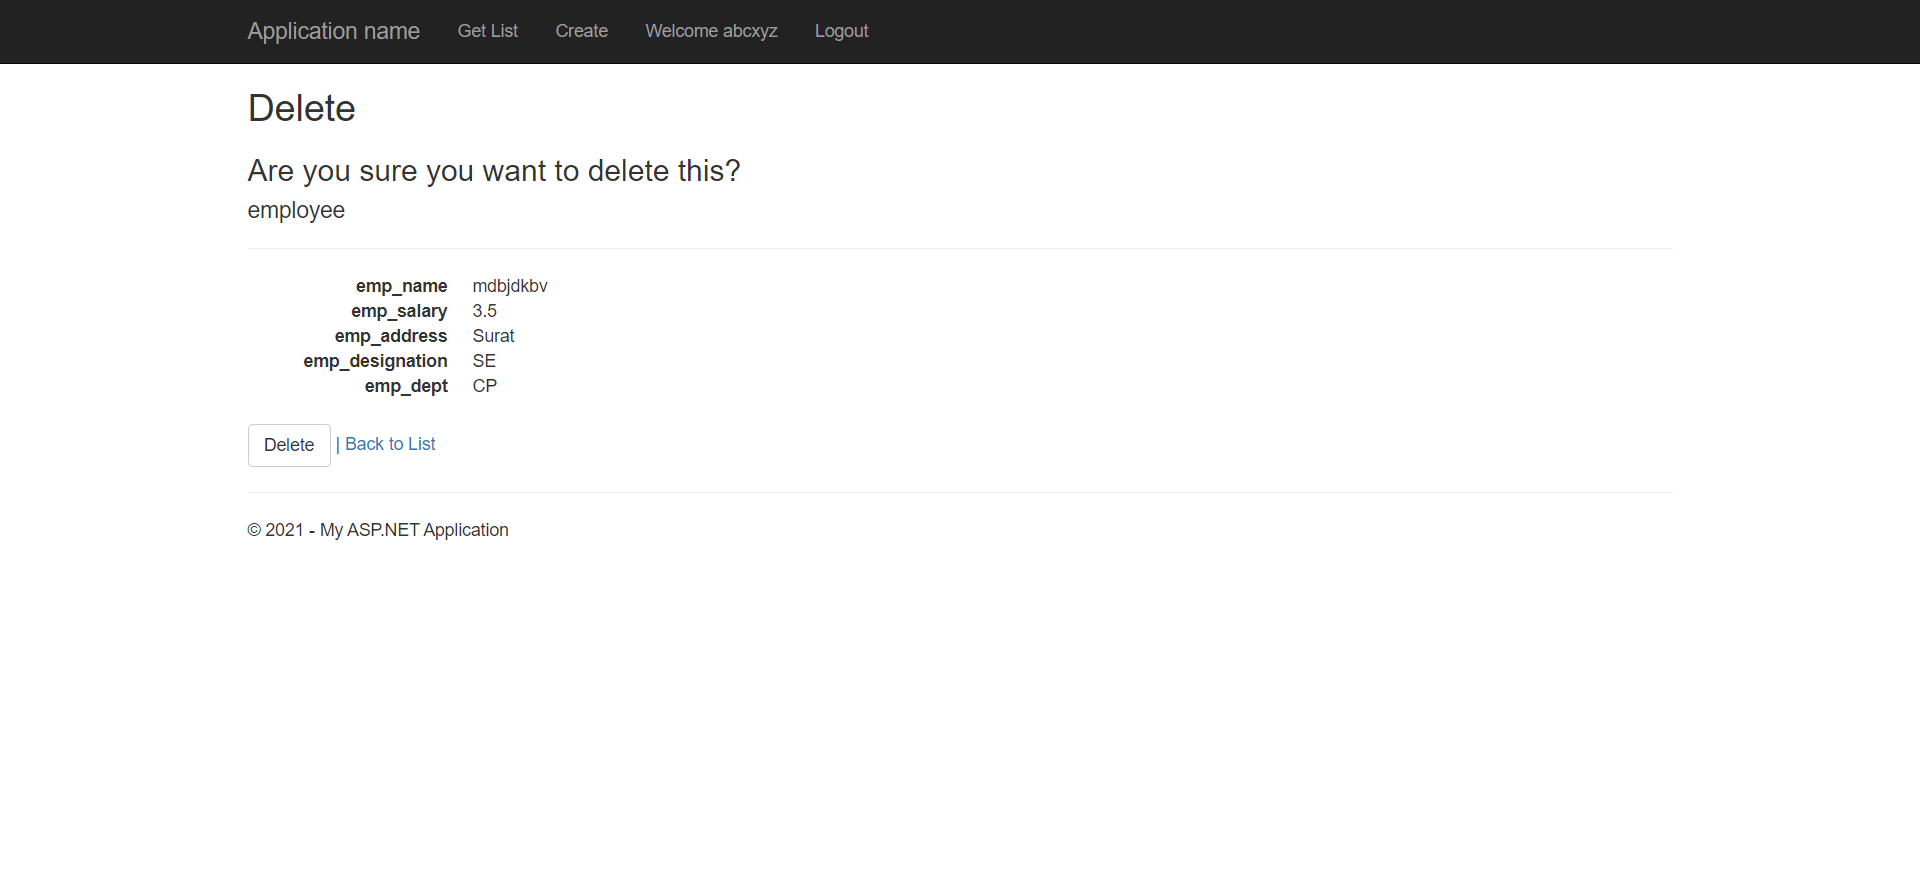 Application name Get List Create Welcome abcxyz Logout
Delete
Are you sure you want to delete this?
employee
emp_name mdbjdkbv
emp_salary 3.5
emp_address Surat
emp_designation SE
emp_dept CP
Delete | Back to List
© 2021 - My ASP.NET Application